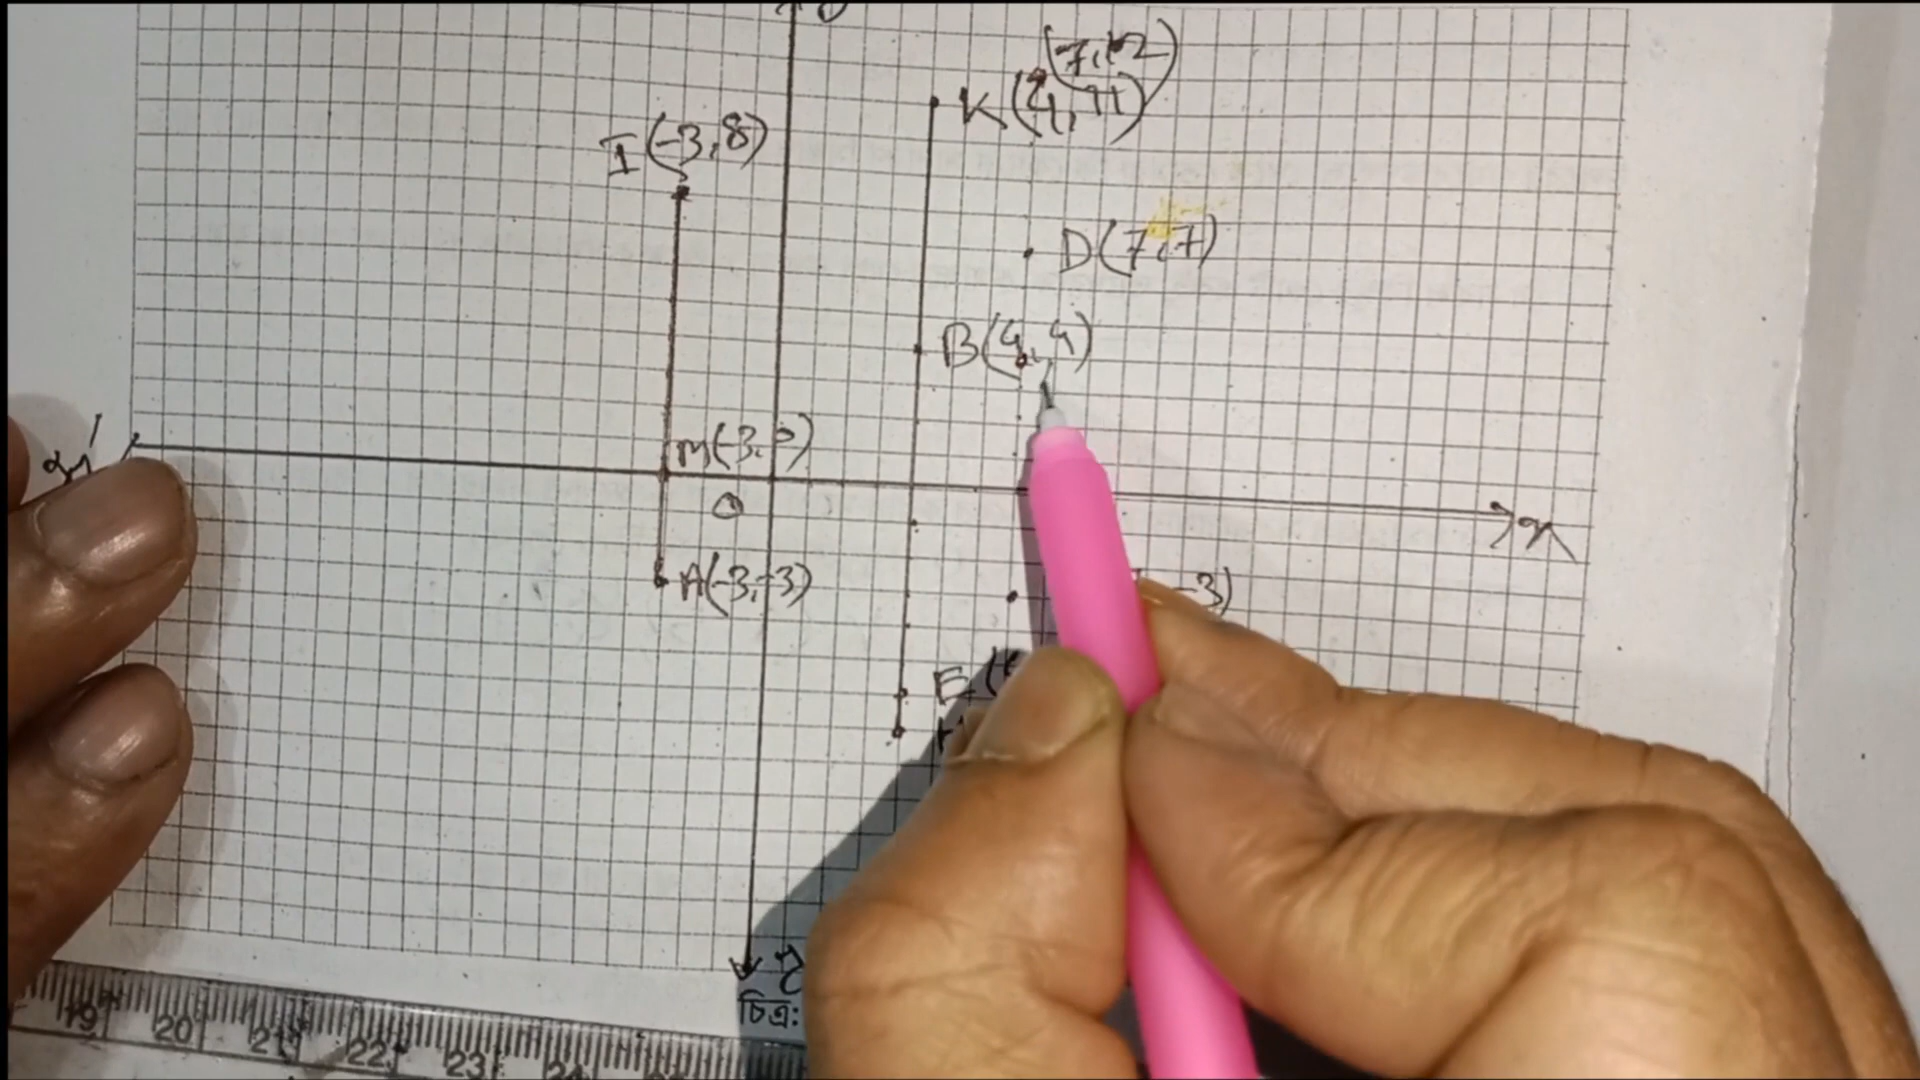 (7,12
K(4,11)
I(-3,8)
D(7,7)
B(4,4)
M(-3,0)
O
x
A(-3,-3)
-3)
E(
চিত্র:
19 20 21 22 23 24